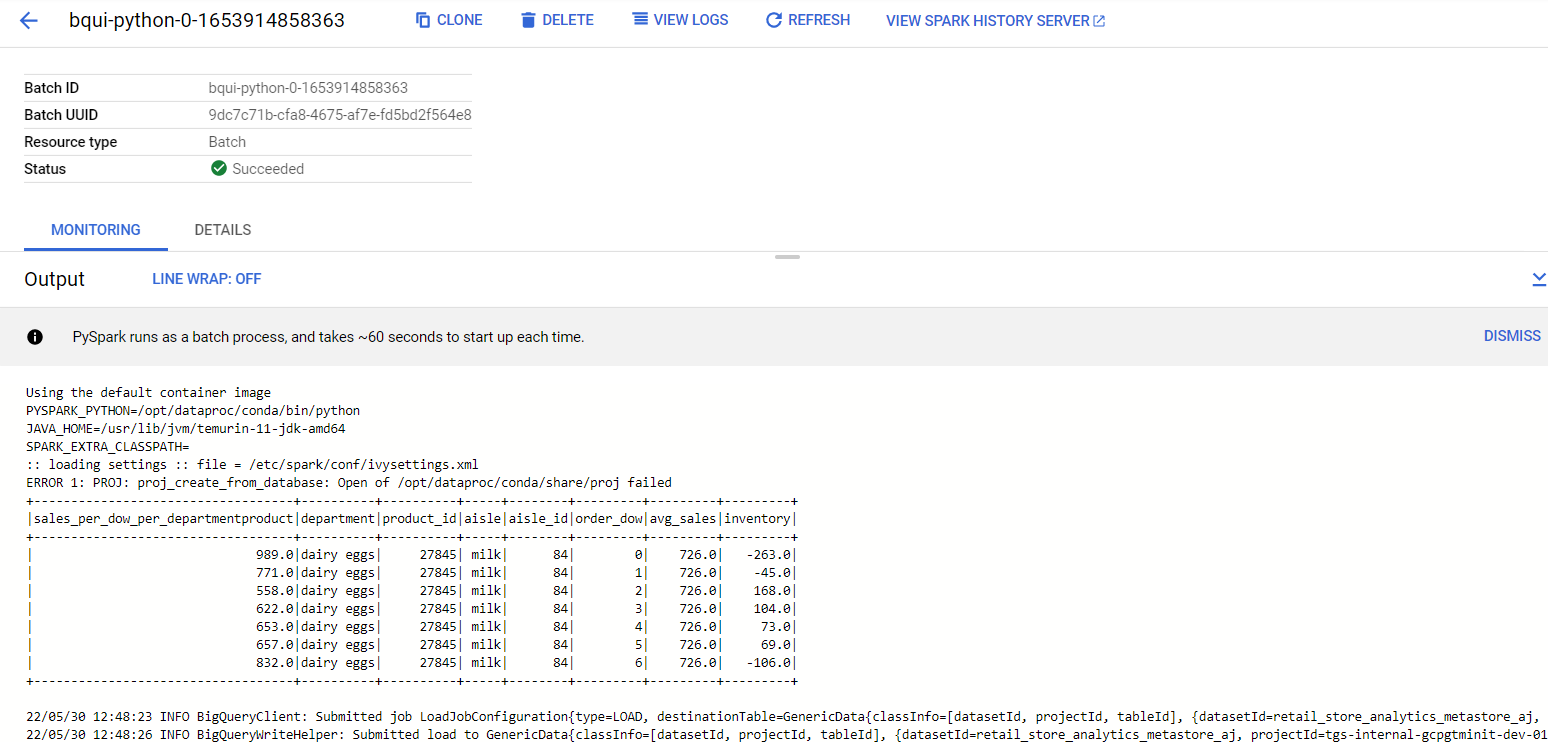 bqui-python-0-1653914858363 CLONE DELETE VIEW LOGS REFRESH VIEW SPARK HISTORY SERVER
Batch ID bqui-python-0-1653914858363
Batch UUID 9dc7c71b-cfa8-4675-af7e-fd5bd2f564e8
Resource type Batch
Status Succeeded
MONITORING DETAILS
Output LINE WRAP: OFF
PySpark runs as a batch process, and takes ~60 seconds to start up each time. DISMISS
Using the default container image
PYSPARK_PYTHON=/opt/dataproc/conda/bin/python
JAVA_HOME=/usr/lib/jvm/temurin-11-jdk-amd64
SPARK_EXTRA_CLASSPATH=
:: loading settings :: file = /etc/spark/conf/ivysettings.xml
ERROR 1: PROJ: proj_create_from_database: Open of /opt/dataproc/conda/share/proj failed
+-----------------------------------+----------+----------+-----+--------+---------+---------+---------+
|sales_per_dow_per_departmentproduct|department|product_id|aisle|aisle_id|order_dow|avg_sales|inventory|
+-----------------------------------+----------+----------+-----+--------+---------+---------+---------+
|                              989.0|dairy eggs|     27845| milk|      84|        0|    726.0|   -263.0|
|                              771.0|dairy eggs|     27845| milk|      84|        1|    726.0|    -45.0|
|                              558.0|dairy eggs|     27845| milk|      84|        2|    726.0|    168.0|
|                              622.0|dairy eggs|     27845| milk|      84|        3|    726.0|    104.0|
|                              653.0|dairy eggs|     27845| milk|      84|        4|    726.0|     73.0|
|                              657.0|dairy eggs|     27845| milk|      84|        5|    726.0|     69.0|
|                              832.0|dairy eggs|     27845| milk|      84|        6|    726.0|   -106.0|
+-----------------------------------+----------+----------+-----+--------+---------+---------+---------+
22/05/30 12:48:23 INFO BigQueryClient: Submitted job LoadJobConfiguration{type=LOAD, destinationTable=GenericData{classInfo=[datasetId, projectId, tableId], {datasetId=retail_store_analytics_metastore_aj,
22/05/30 12:48:26 INFO BigQueryWriteHelper: Submitted load to GenericData{classInfo=[datasetId, projectId, tableId], {datasetId=retail_store_analytics_metastore_aj, projectId=tgs-internal-gcpgtminit-dev-01